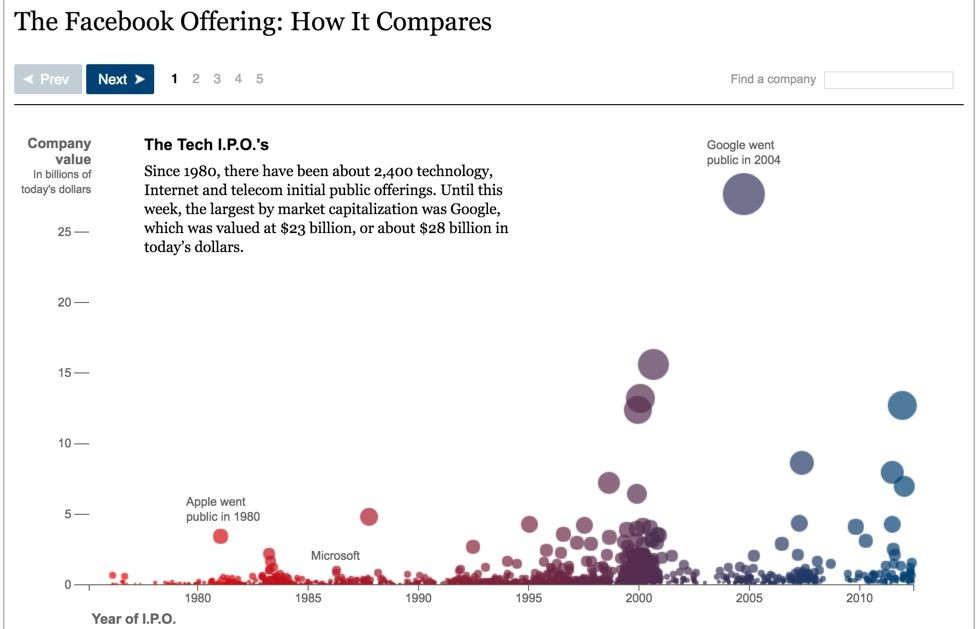 The Facebook Offering: How It Compares
◄ Prev
Next ►
1 2 3 4 5
Find a company
Company
value
In billions of
today's dollars
The Tech I.P.O.'s
Since 1980, there have been about 2,400 technology,
Internet and telecom initial public offerings. Until this
week, the largest by market capitalization was Google,
which was valued at $23 billion, or about $28 billion in
today's dollars.
Google went
public in 2004
25
20
15
10
5
0
Apple went
public in 1980
Microsoft
1980 1985 1990 1995 2000 2005 2010
Year of I.P.O.